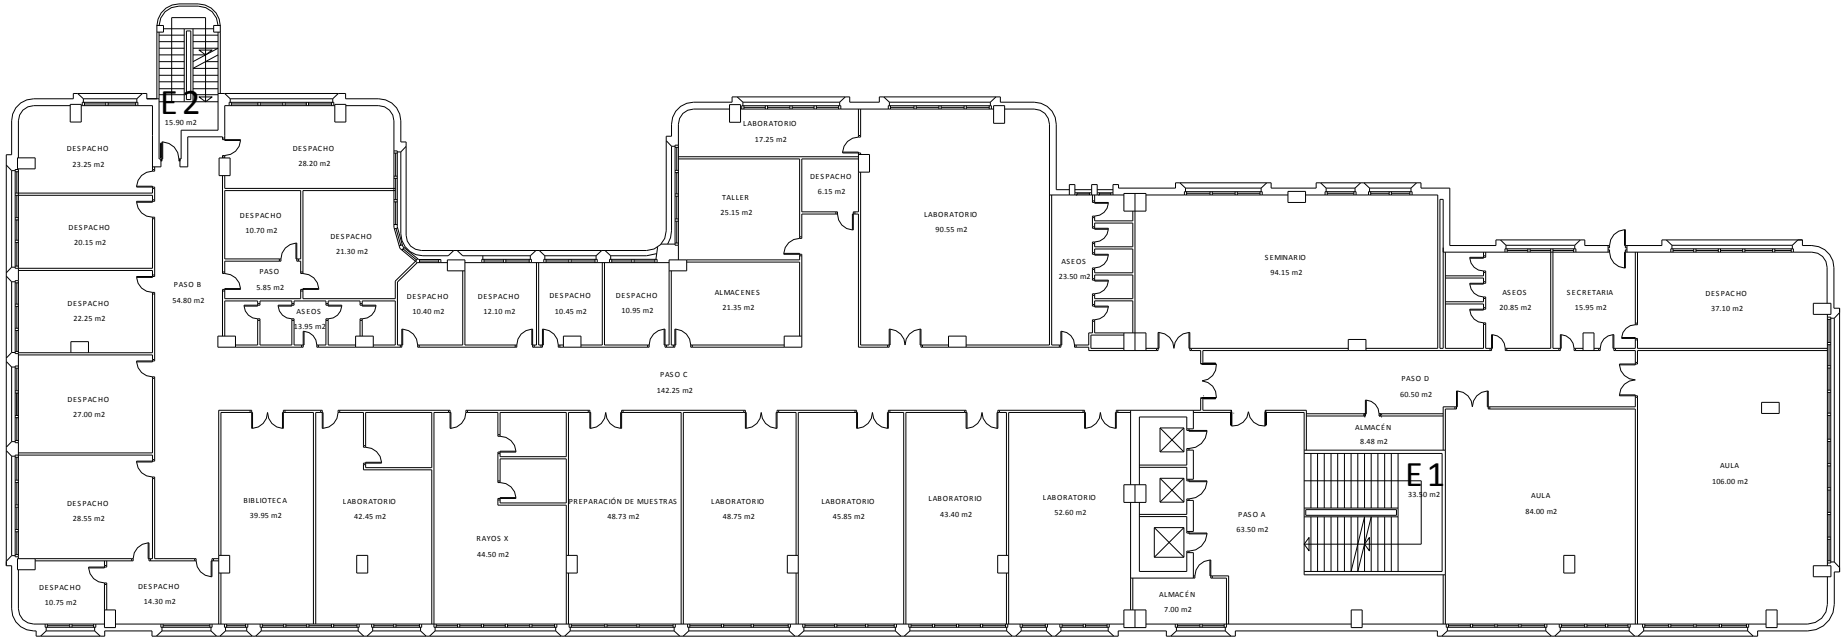 E2
15.90 m2
DESPACHO
23.25 m2
DESPACHO
28.20 m2
LABORATORIO
17.25 m2
DESPACHO
6.15 m2
TALLER
25.15 m2
LABORATORIO
90.55 m2
DESPACHO
20.15 m2
DESPACHO
10.70 m2
DESPACHO
21.30 m2
PASO B
54.80 m2
PASO
5.85 m2
ASEOS
13.95 m2
DESPACHO
22.25 m2
DESPACHO
10.40 m2
DESPACHO
12.10 m2
DESPACHO
10.45 m2
DESPACHO
10.95 m2
ALMACENES
21.35 m2
ASEOS
23.50 m2
SEMINARIO
94.15 m2
ASEOS
20.85 m2
SECRETARIA
15.95 m2
DESPACHO
37.10 m2
PASO C
142.25 m2
PASO D
60.50 m2
DESPACHO
27.00 m2
ALMACÉN
8.48 m2
E1
33.50 m2
DESPACHO
28.55 m2
BIBLIOTECA
39.95 m2
LABORATORIO
42.45 m2
RAYOS X
44.50 m2
PREPARACIÓN DE MUESTRAS
48.73 m2
LABORATORIO
48.75 m2
LABORATORIO
45.85 m2
LABORATORIO
43.40 m2
LABORATORIO
52.60 m2
PASO A
63.50 m2
AULA
84.00 m2
AULA
106.00 m2
DESPACHO
10.75 m2
DESPACHO
14.30 m2
ALMACÉN
7.00 m2